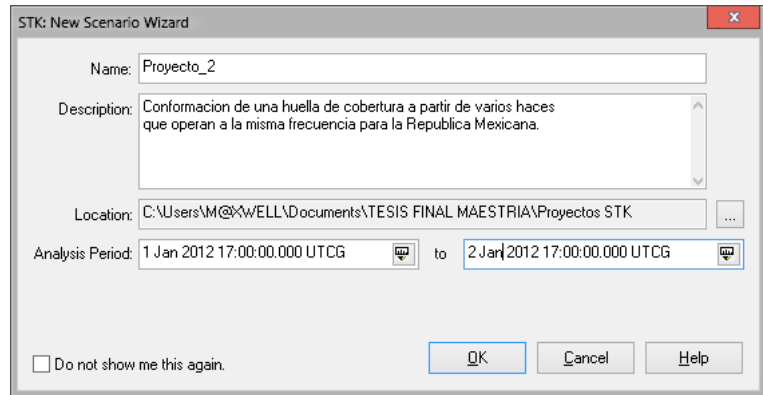 STK: New Scenario Wizard
x
Name: Proyecto_2
Description: Conformacion de una huella de cobertura a partir de varios haces
que operan a la misma frecuencia para la Republica Mexicana.
Location: C:\Users\M@XWELL\Documents\TESIS FINAL MAESTRIA\Proyectos STK ...
Analysis Period: 1 Jan 2012 17:00:00.000 UTCG to 2 Jan 2012 17:00:00.000 UTCG
Do not show me this again. OK Cancel Help